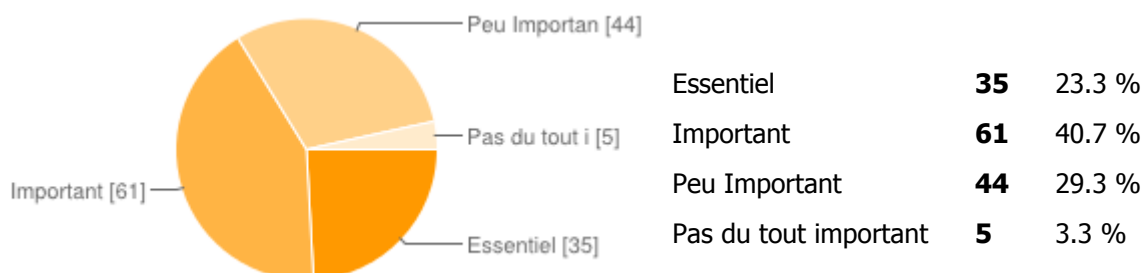 Peu Importan [44]
Pas du tout i [5]
Important [61]
Essentiel [35]
Essentiel 35 23.3 %
Important 61 40.7 %
Peu Important 44 29.3 %
Pas du tout important 5 3.3 %